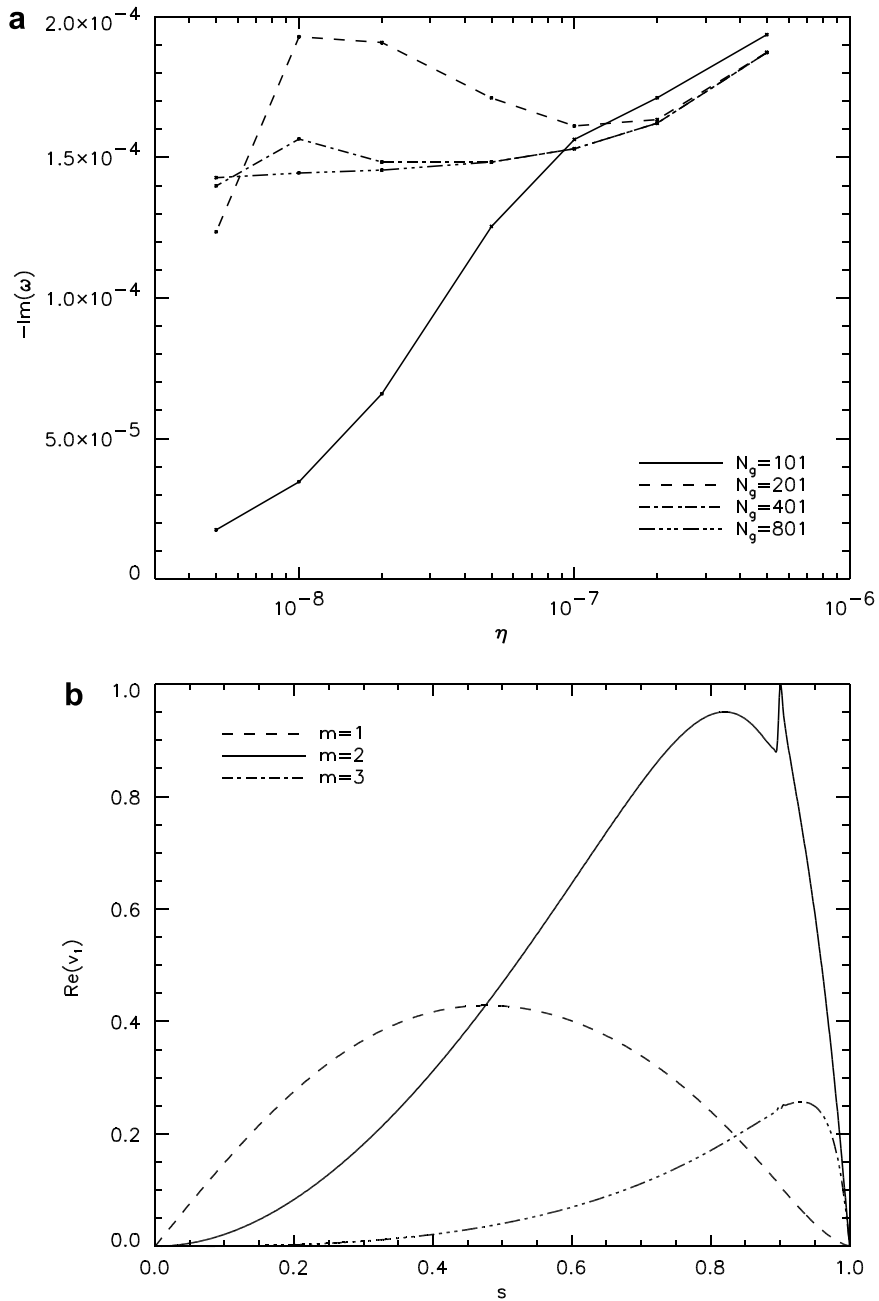 a
2.0×10⁻⁴
1.5×10⁻⁴
1.0×10⁻⁴
5.0×10⁻⁵
0
−Im(ω)
N_g=101
N_g=201
N_g=401
N_g=801
10⁻⁸ 10⁻⁷ 10⁻⁶
η
b
1.0
0.8
0.6
0.4
0.2
0.0
Re(v₁)
m=1
m=2
m=3
0.0 0.2 0.4 0.6 0.8 1.0
s